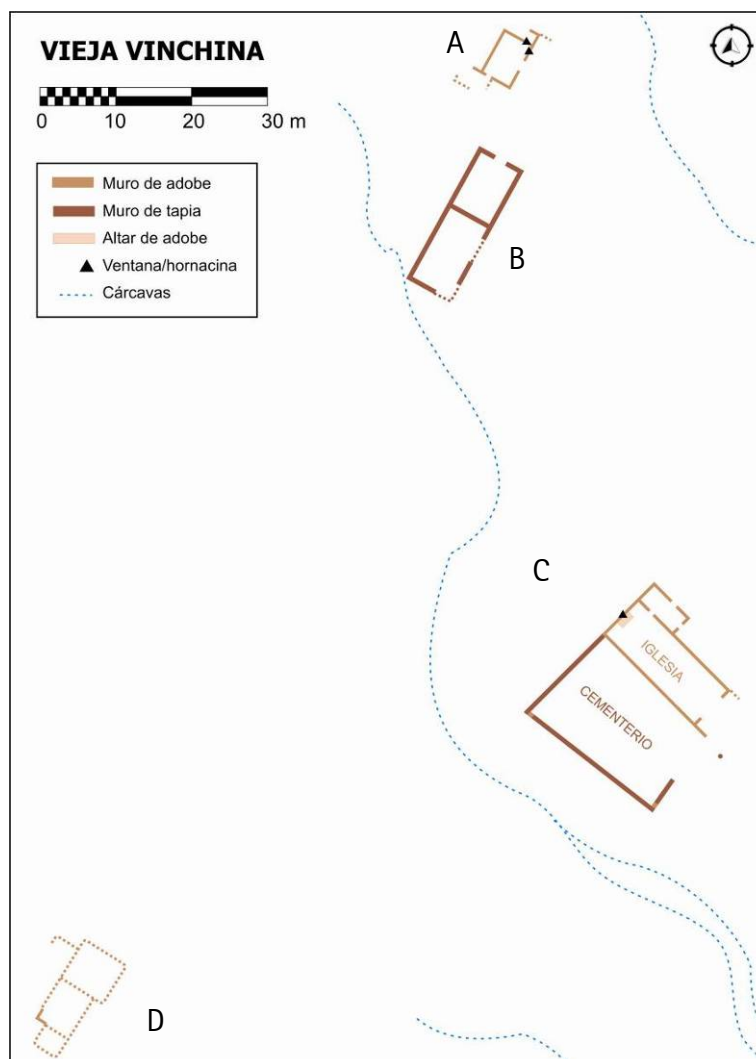 VIEJA VINCHINA
0 10 20 30 m
Muro de adobe
Muro de tapia
Altar de adobe
Ventana/hornacina
Cárcavas
A
B
C
IGLESIA
CEMENTERIO
D